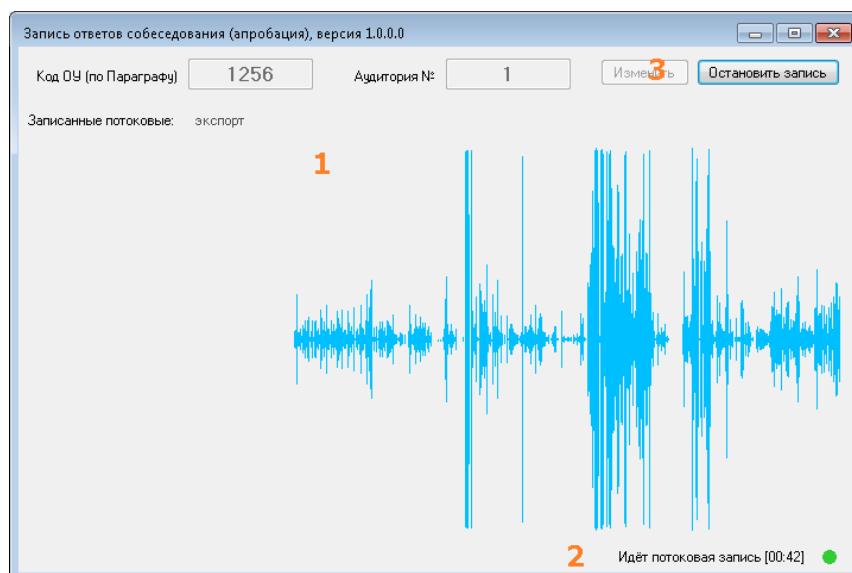 Запись ответов собеседования (апробация), версия 1.0.0.0
Код ОУ (по Параграфу) 1256 Аудитория № 1 Изменить 3 Остановить запись
Записанные потоковые: экспорт
1
2 Идёт потоковая запись [00:42]